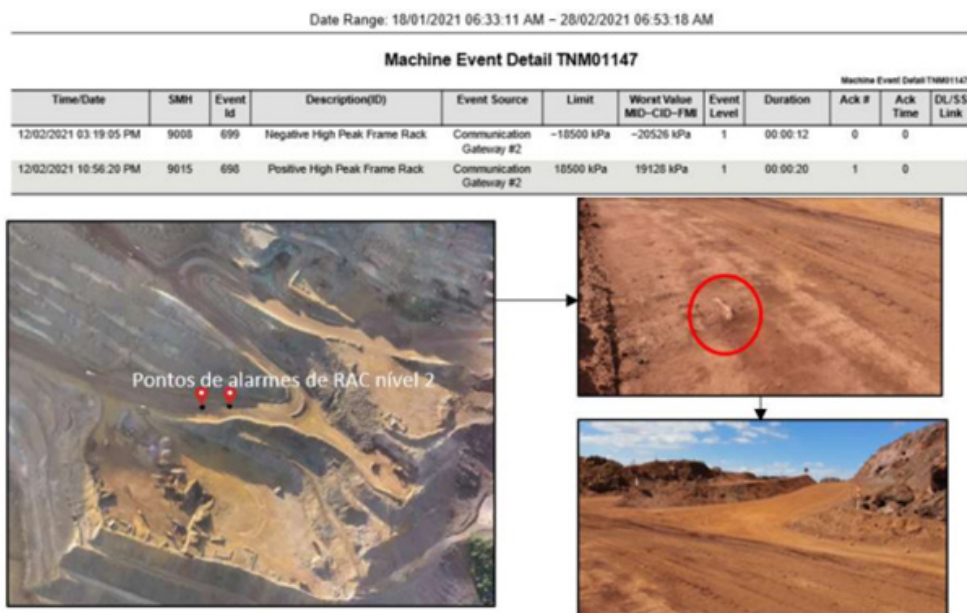 Date Range: 18/01/2021 06:33:11 AM – 28/02/2021 06:53:18 AM
Machine Event Detail TNM01147
Machine Event Detail TNM01147
Time/Date SMH Event Id Description(ID) Event Source Limit Worst Value MID-CID-FMI Event Level Duration Ack # Ack Time DL/SS Link
12/02/2021 03:19:05 PM 9008 699 Negative High Peak Frame Rack Communication Gateway #2 −18500 kPa −20526 kPa 1 00:00:12 0 0
12/02/2021 10:56:20 PM 9015 698 Positive High Peak Frame Rack Communication Gateway #2 18500 kPa 19128 kPa 1 00:00:20 1 0
Pontos de alarmes de RAC nível 2